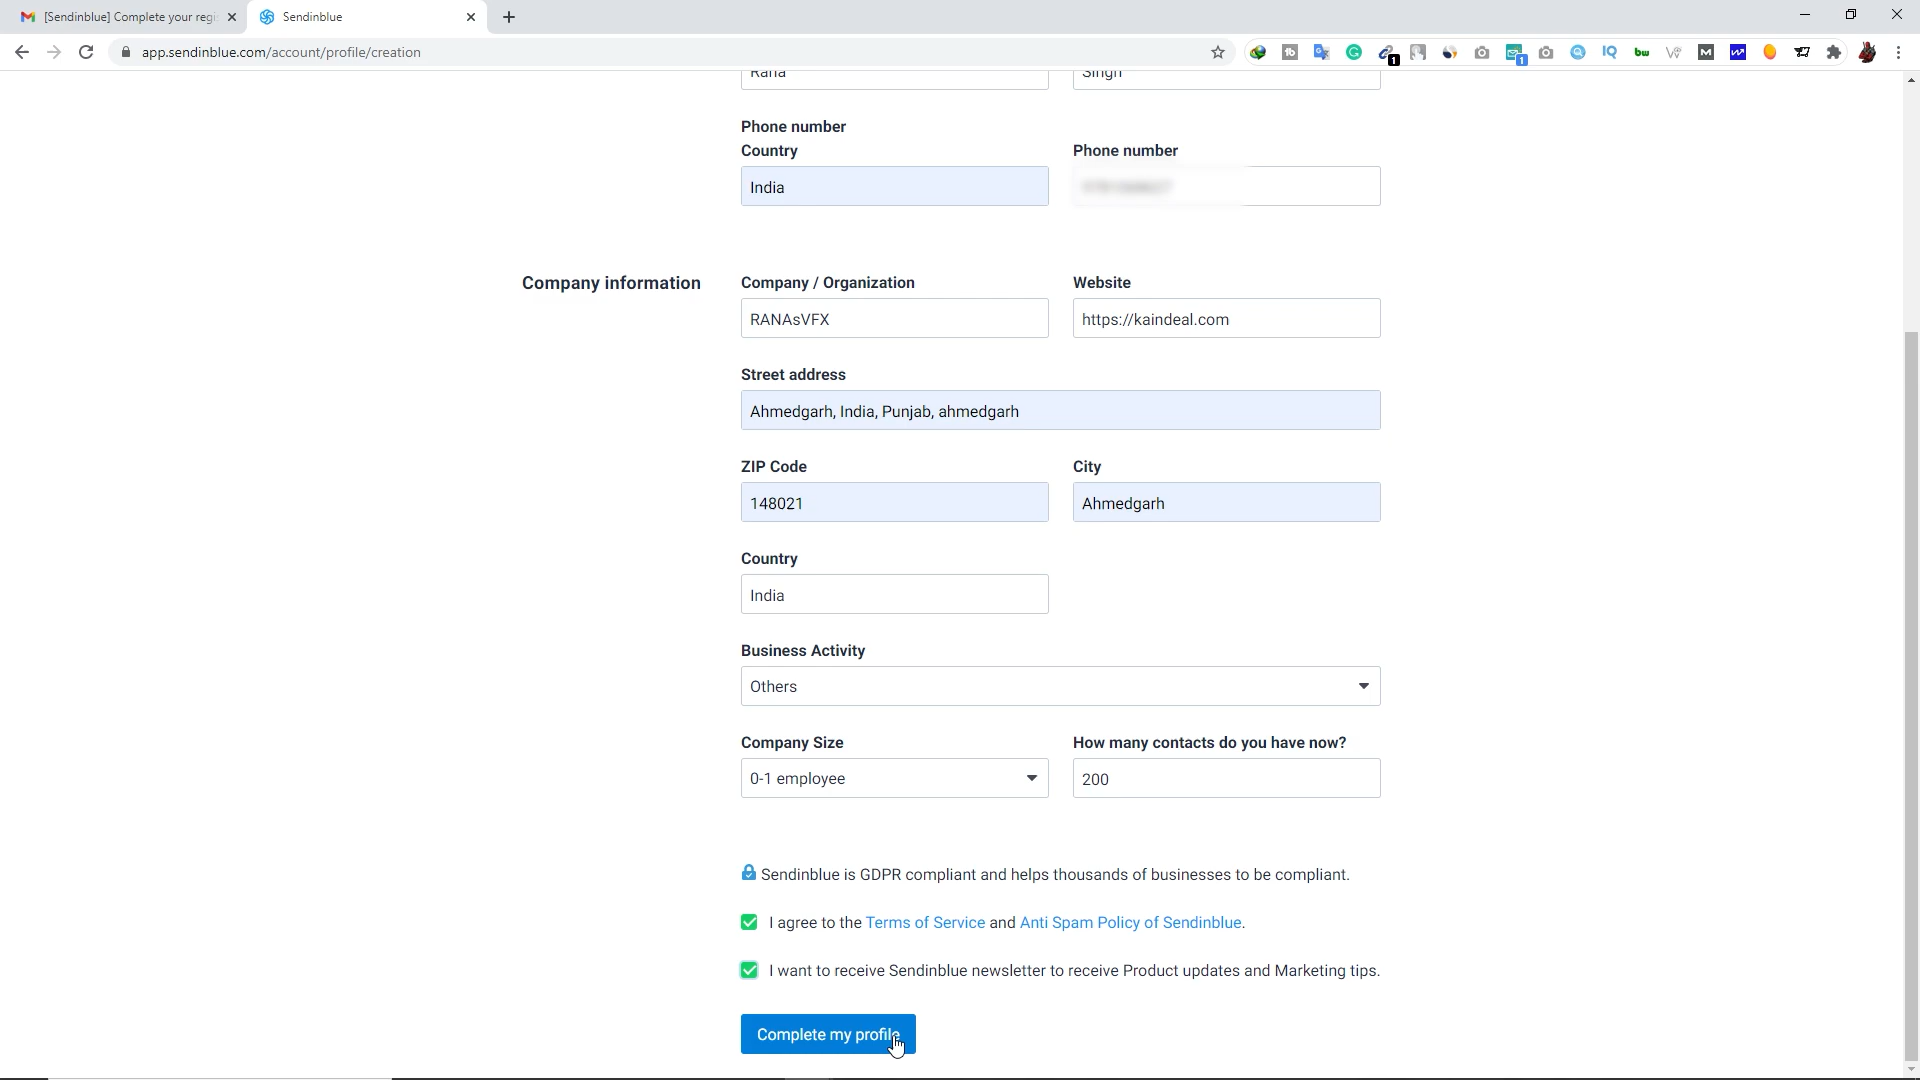 [Sendinblue] Complete your regi
Sendinblue
app.sendinblue.com/account/profile/creation
Rana
Singh
Phone number
Country
Phone number
India
Company information
Company / Organization
Website
RANAsVFX
https://kaindeal.com
Street address
Ahmedgarh, India, Punjab, ahmedgarh
ZIP Code
City
148021
Ahmedgarh
Country
India
Business Activity
Others
Company Size
How many contacts do you have now?
0-1 employee
200
Sendinblue is GDPR compliant and helps thousands of businesses to be compliant.
I agree to the Terms of Service and Anti Spam Policy of Sendinblue.
I want to receive Sendinblue newsletter to receive Product updates and Marketing tips.
Complete my profile